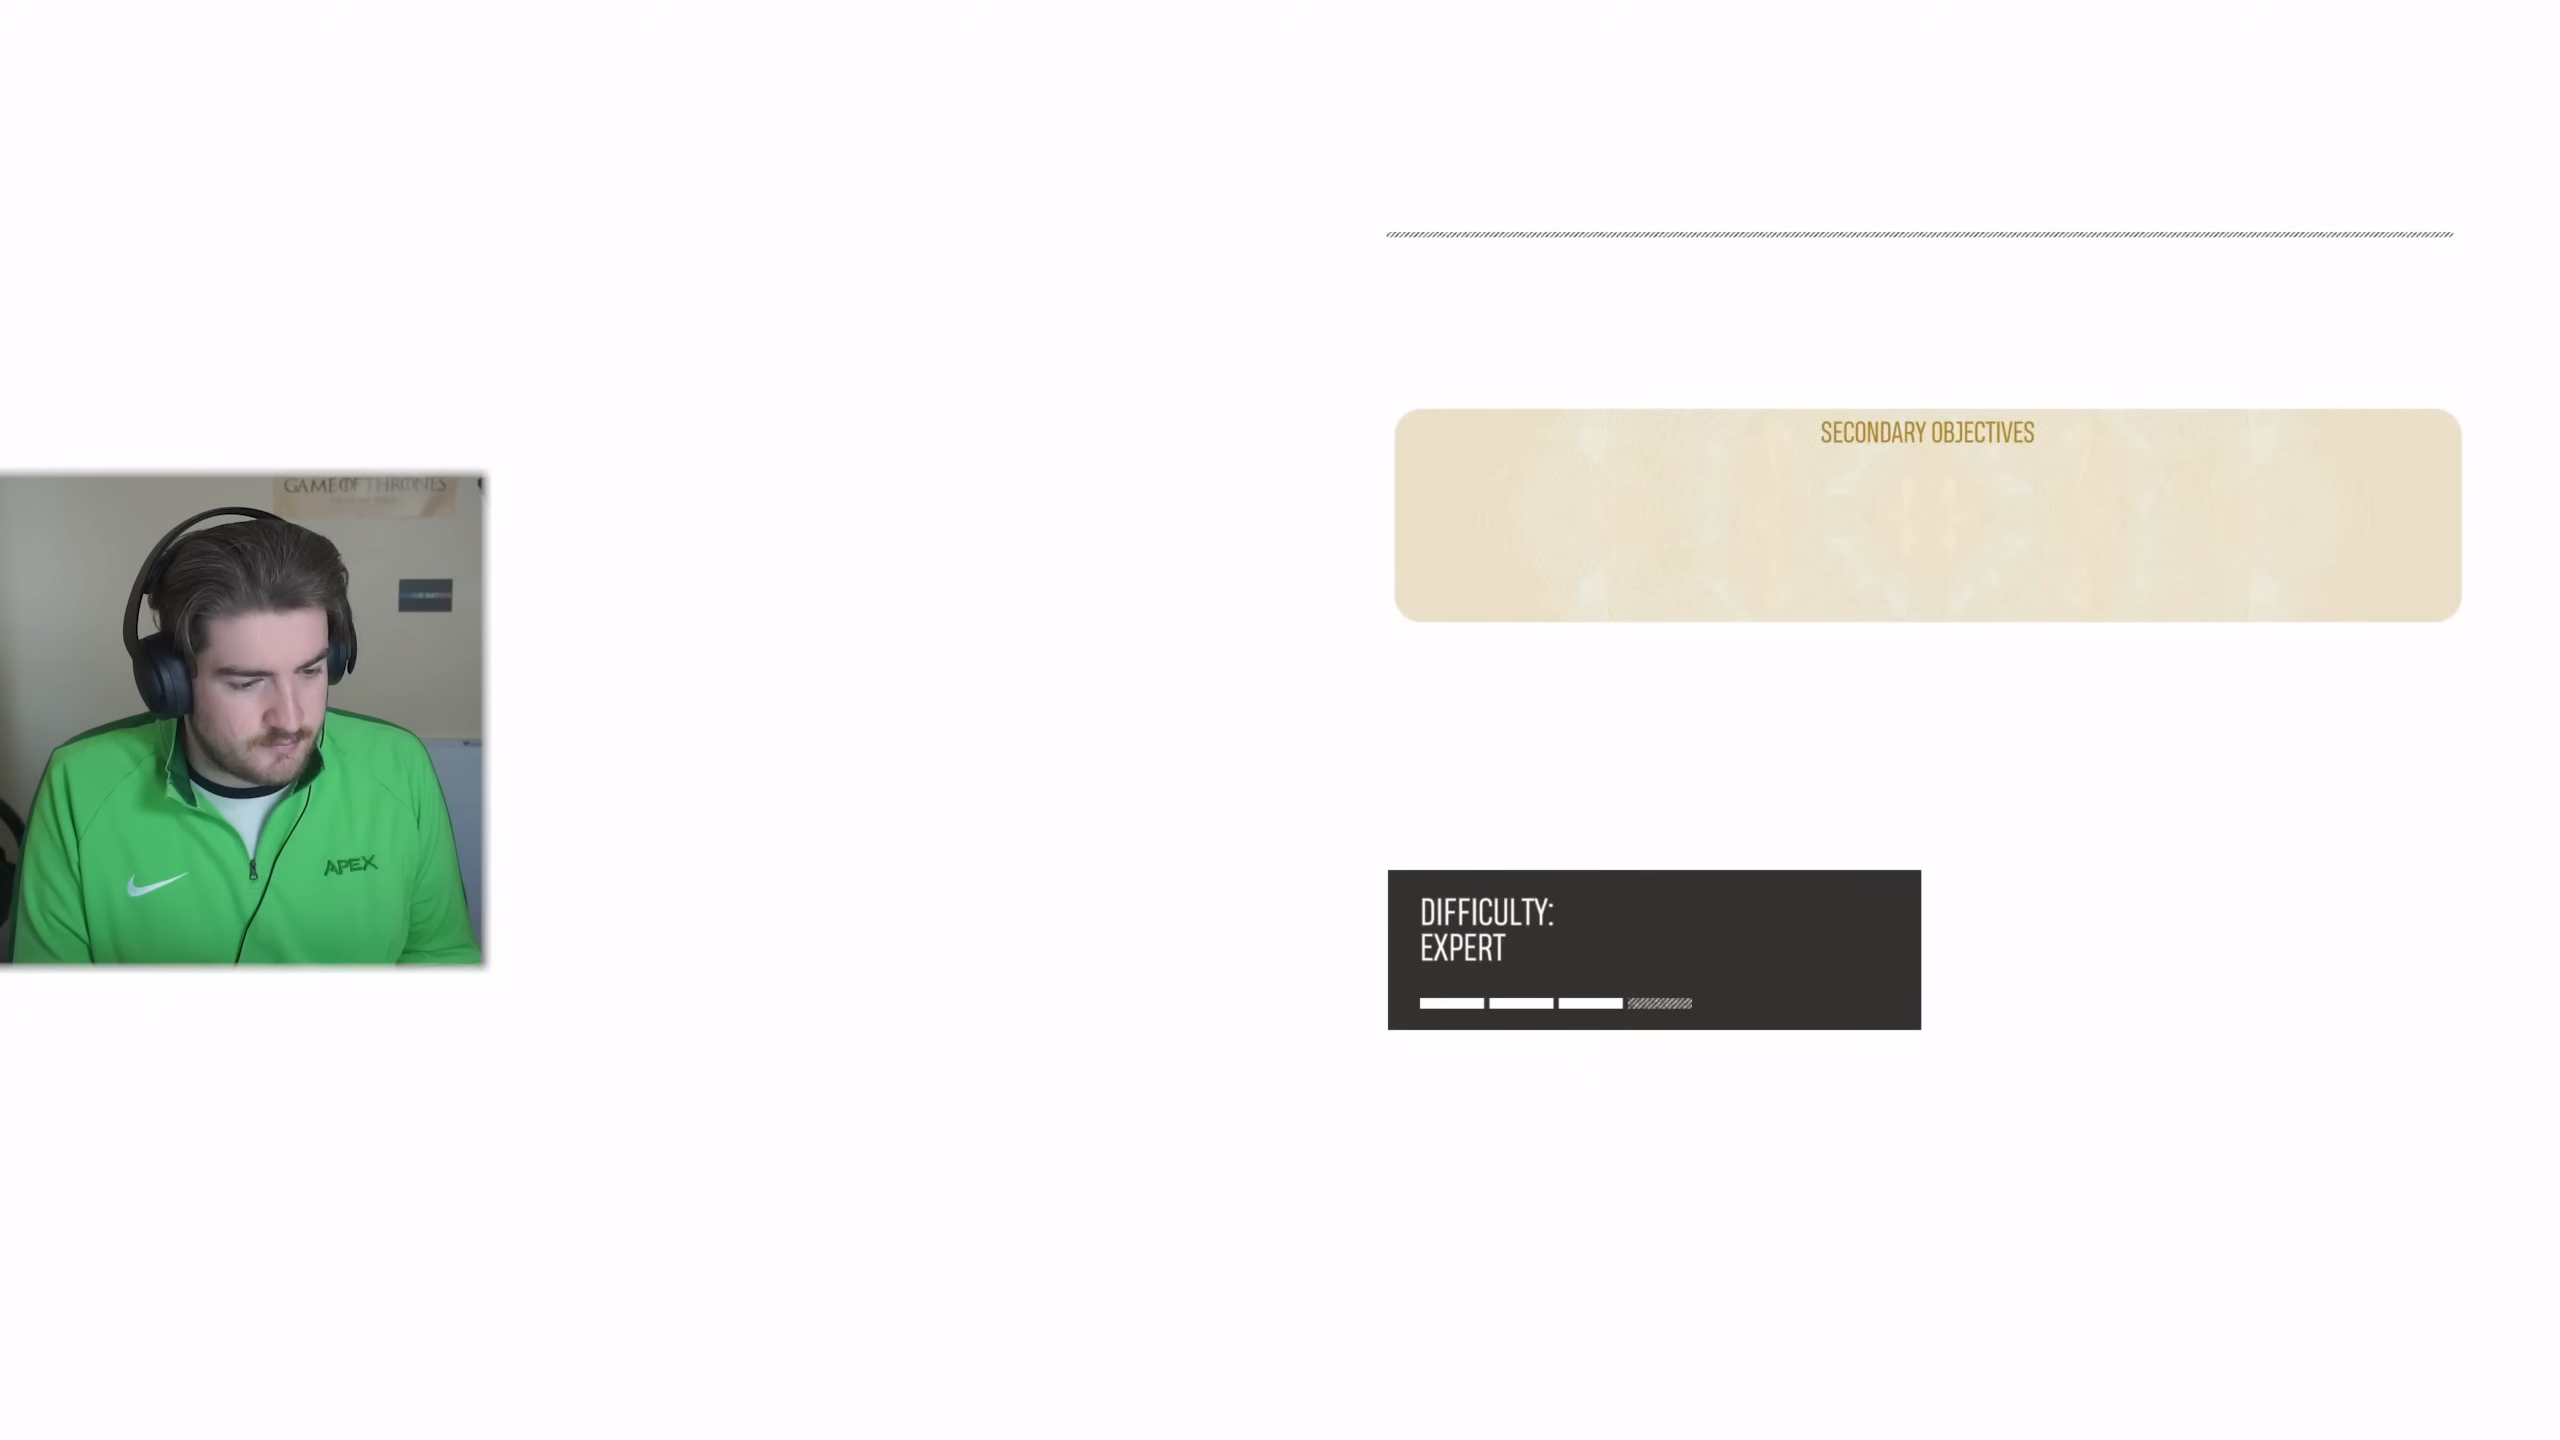 SECONDARY OBJECTIVES
GAME OF THRONES
APEX
DIFFICULTY:
EXPERT